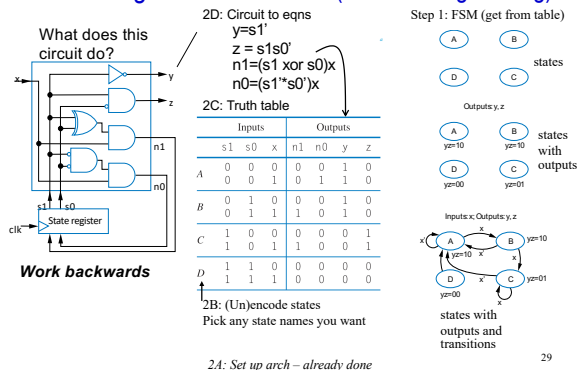 2D: Circuit to eqns
y=s1'
z = s1s0'
n1=(s1 xor s0)x
n0=(s1'*s0')x
What does this
circuit do?
x
y
z
n1
n0
s1 s0
clk
State register
Work backwards
2C: Truth table
Inputs Outputs
s1 s0 x n1 n0 y z
A 0 0 0 0 0 1 0
0 0 1 0 1 1 0
B 0 1 0 0 0 1 0
0 1 1 1 0 1 0
C 1 0 0 0 0 0 1
1 0 1 1 0 0 1
D 1 1 0 0 0 0 0
1 1 1 0 0 0 0
2B: (Un)encode states
Pick any state names you want
2A: Set up arch – already done
Step 1: FSM (get from table)
A B
D C
states
Outputs: y, z
A B
yz=10 yz=10
D C
yz=00 yz=01
states
with
outputs
Inputs: x; Outputs: y, z
x' A x B yz=10
yz=10 x' x
D x' C yz=01
yz=00 x
states with
outputs and
transitions
29